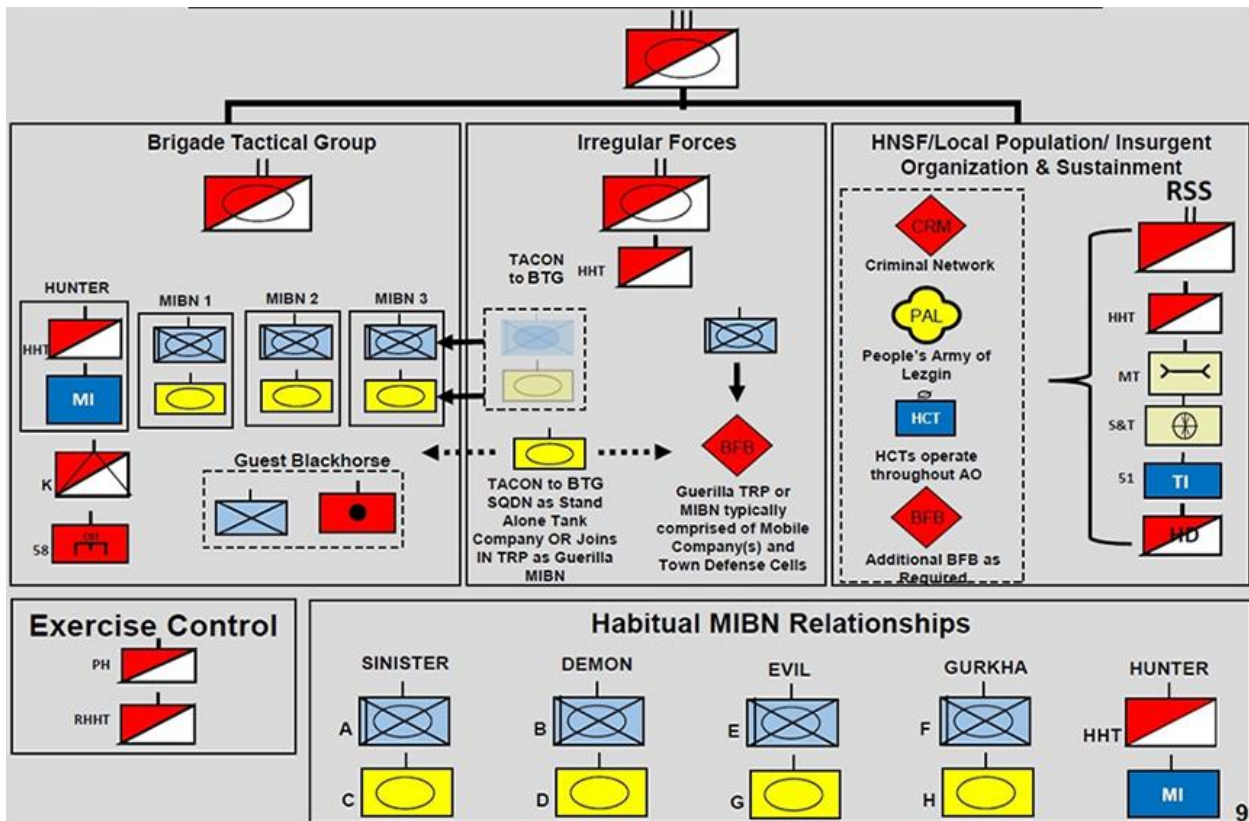 Brigade Tactical Group
HUNTER
MIBN 1
MIBN 2
MIBN 3
HHT
MI
K
58
Guest Blackhorse
Irregular Forces
TACON
to BTG
HHT
BFB
TACON to BTG
SQDN as Stand
Alone Tank
Company OR Joins
IN TRP as Guerilla
MIBN
Guerilla TRP or
MIBN typically
comprised of Mobile
Company(s) and
Town Defense Cells
HNSF/Local Population/ Insurgent
Organization & Sustainment
CRM
Criminal Network
PAL
People's Army of
Lezgin
HCT
HCTs operate
throughout AO
BFB
Additional BFB as
Required
RSS
HHT
MT
S&T
51
TI
HD
Exercise Control
PH
RHHT
Habitual MIBN Relationships
SINISTER
DEMON
EVIL
GURKHA
HUNTER
A
B
E
F
HHT
C
D
G
H
MI
9